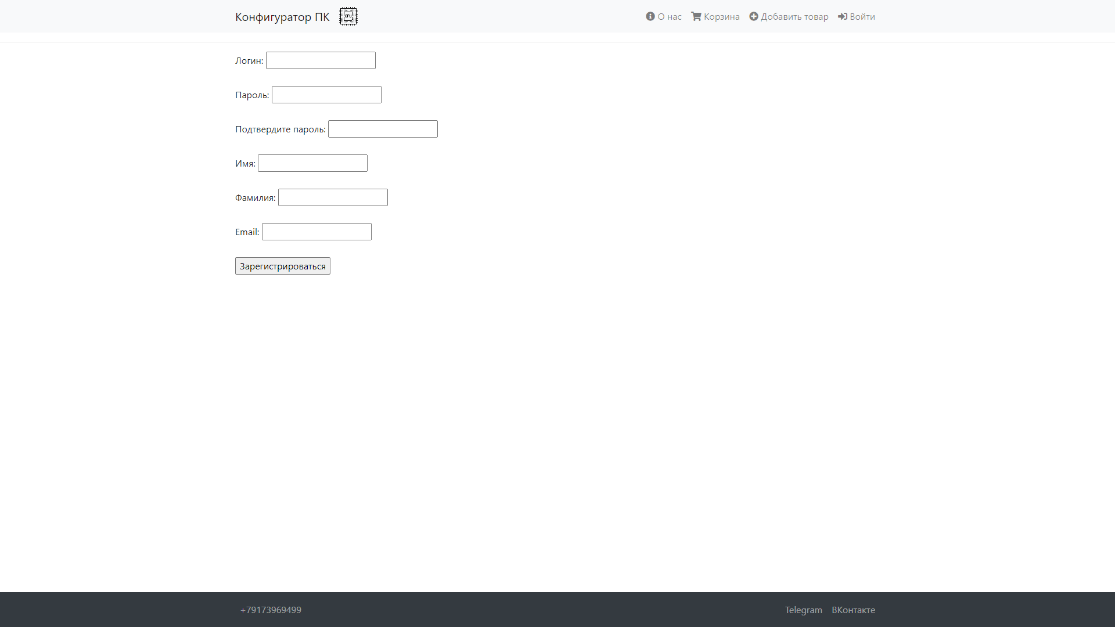 Конфигуратор ПК
О нас Корзина Добавить товар Войти
Логин:
Пароль:
Подтвердите пароль:
Имя:
Фамилия:
Email:
Зарегистрироваться
+79173969499
Telegram ВКонтакте